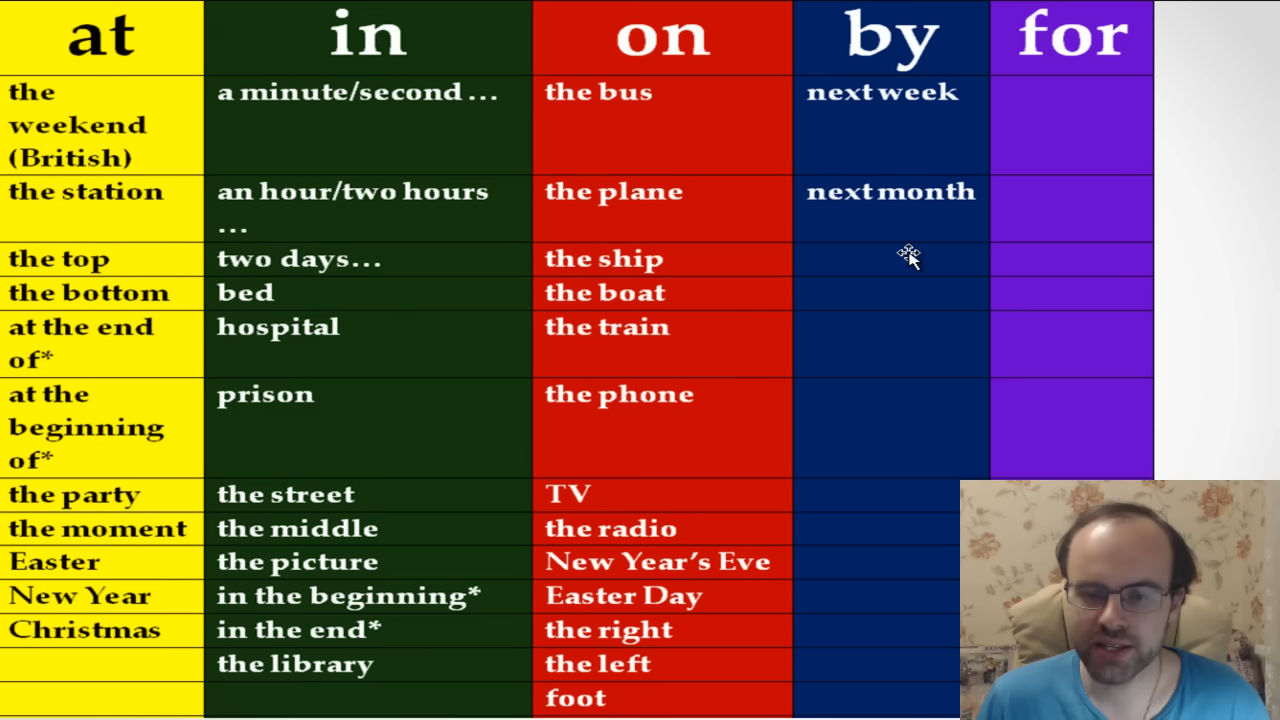 at in on by for
the weekend (British) a minute/second … the bus next week
the station an hour/two hours … the plane next month
the top two days… the ship
the bottom bed the boat
at the end of* hospital the train
at the beginning of* prison the phone
the party the street TV
the moment the middle the radio
Easter the picture New Year’s Eve
New Year in the beginning* Easter Day
Christmas in the end* the right
the library the left
foot